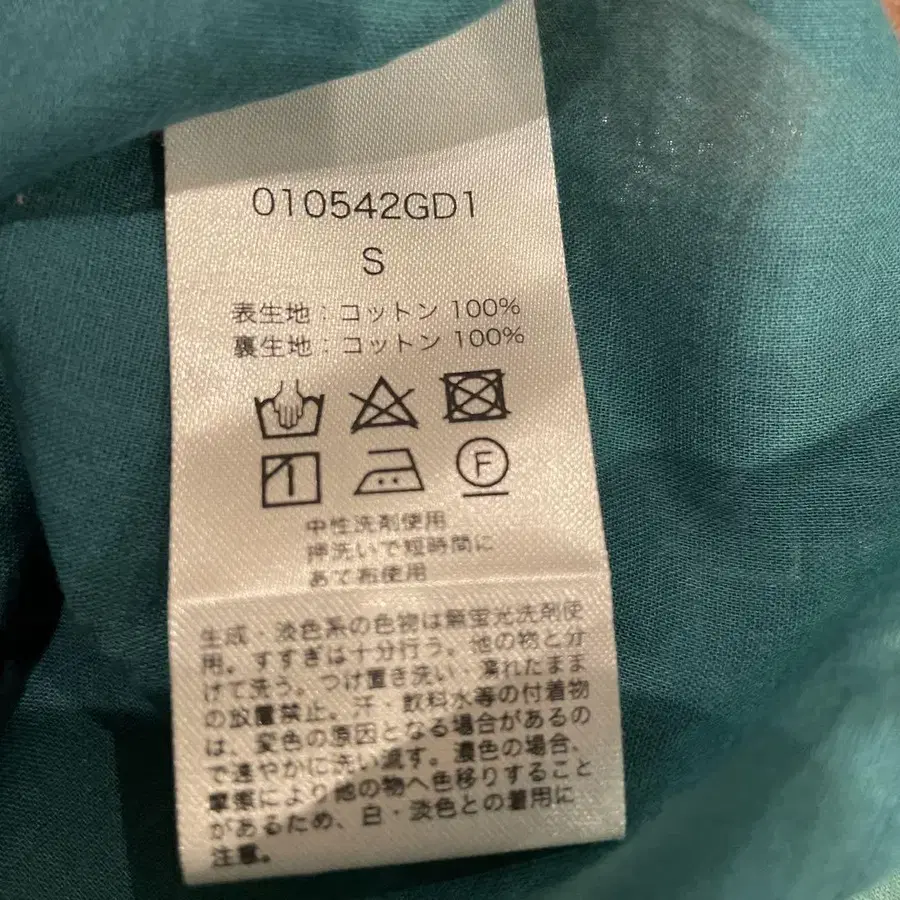 010542GD1
S
表生地:コットン 100%
裏生地:コットン 100%
1
F
中性洗剤使用
押洗いで短時間に
あて布使用
生成・淡色系の色物は無蛍光洗剤使
用。すすぎは十分行う。他の物と分
けて洗う。つけ置き洗い・濡れたまま
の放置禁止。汗・飲料水等の付着物
は、変色の原因となる場合があるの
で速やかに洗い流す。濃色の場合、
摩擦により他の物へ色移りすること
があるため、白・淡色との着用に
注意。